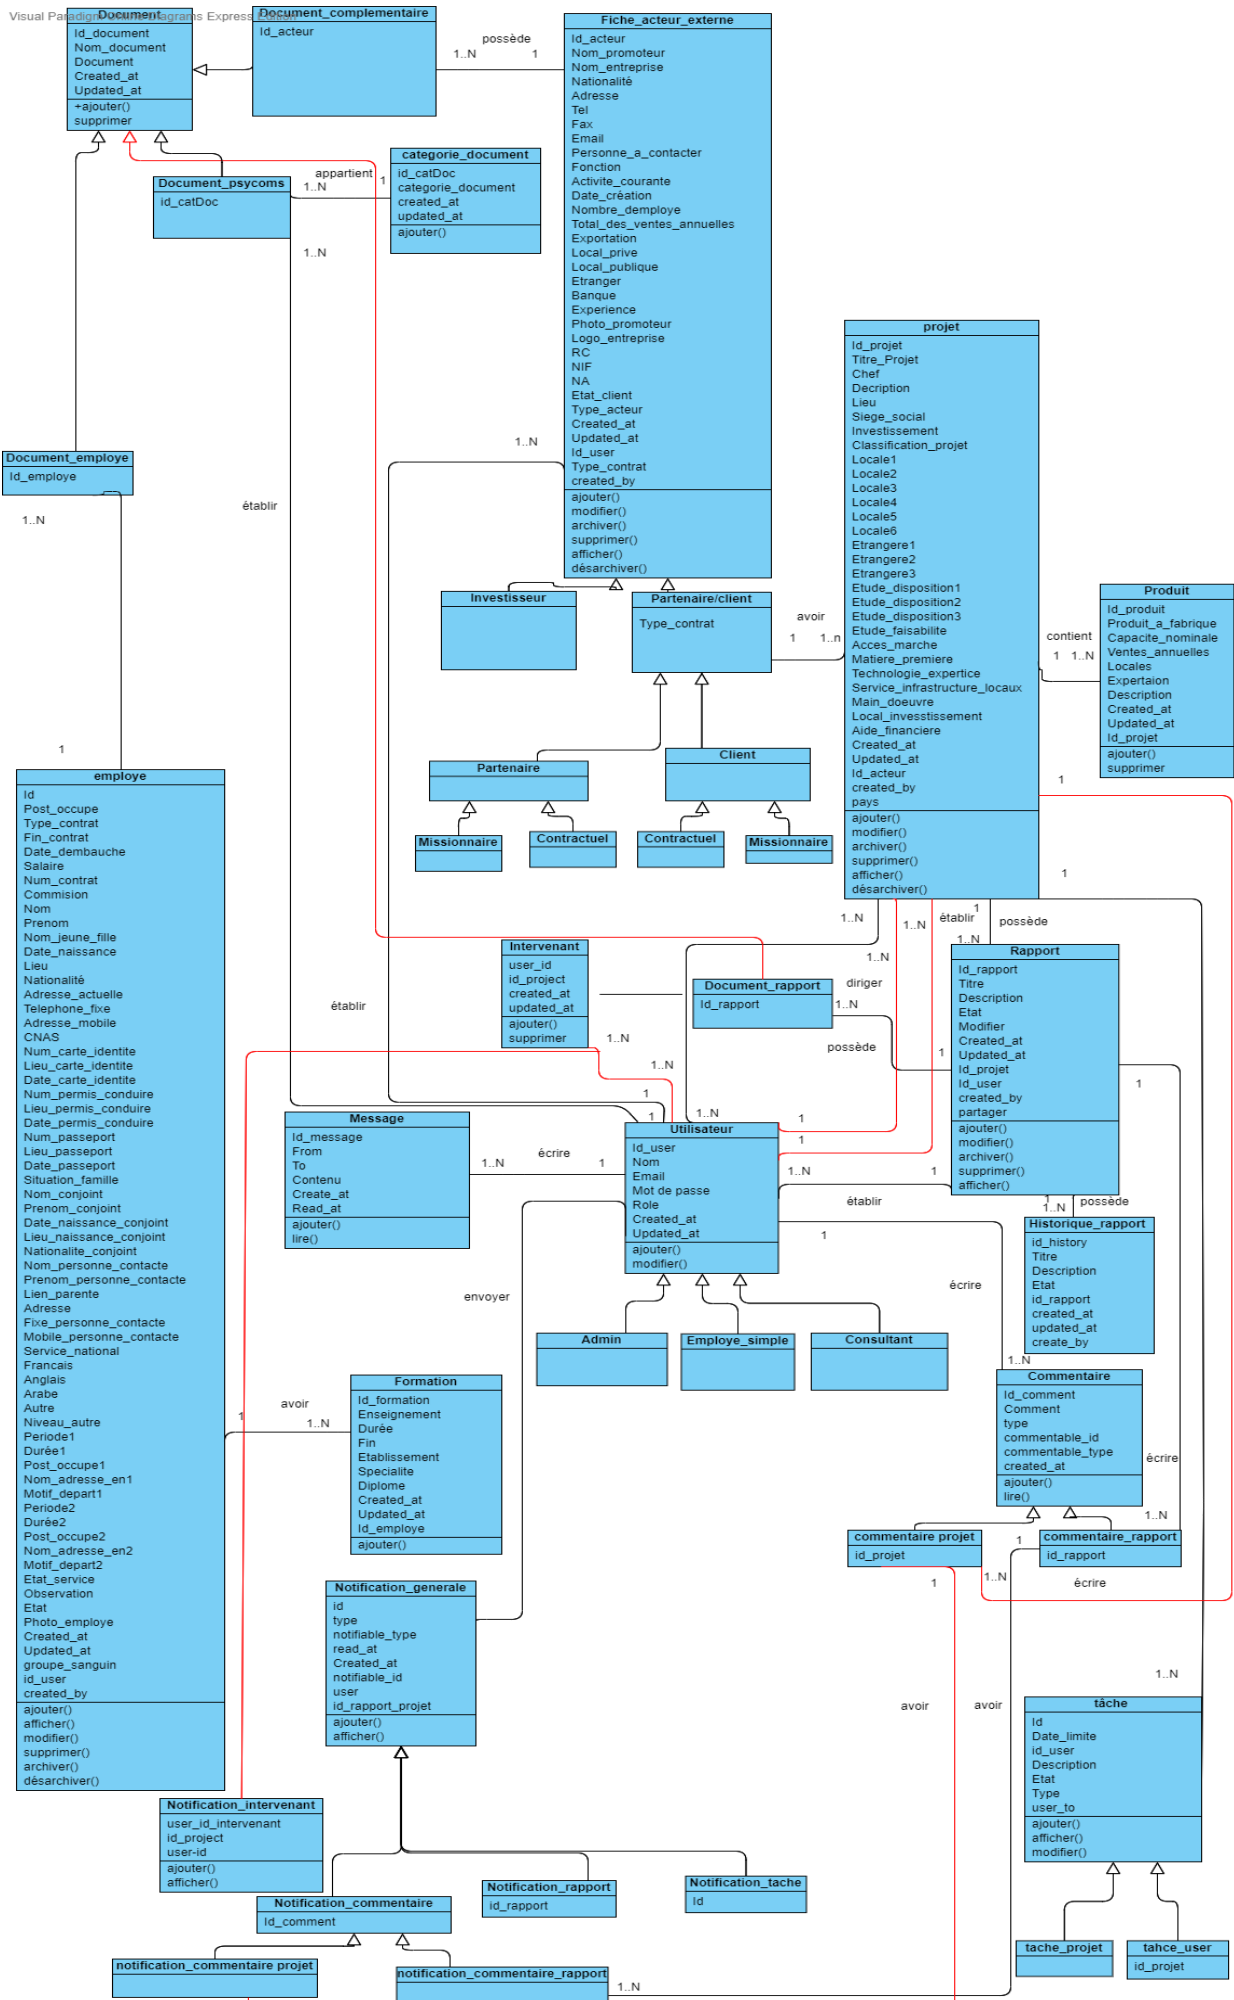 Visual Paradigm Online Diagrams Express Edition
Document
Id_document
Nom_document
Document
Created_at
Updated_at
+ajouter()
supprimer
Document_complementaire
Id_acteur
possède
1..N
1
Fiche_acteur_externe
Id_acteur
Nom_promoteur
Nom_entreprise
Nationalité
Adresse
Tel
Fax
Email
Personne_a_contacter
Fonction
Activite_courante
Date_création
Nombre_demploye
Total_des_ventes_annuelles
Exportation
Local_prive
Local_publique
Etranger
Banque
Experience
Photo_promoteur
Logo_entreprise
RC
NIF
NA
Etat_client
Type_acteur
Created_at
Updated_at
Id_user
Type_contrat
created_by
ajouter()
modifier()
archiver()
supprimer()
afficher()
désarchiver()
categorie_document
id_catDoc
categorie_document
created_at
updated_at
ajouter()
appartient
1
1..N
Document_psycoms
id_catDoc
1..N
1..N
Document_employe
Id_employe
1..N
établir
projet
Id_projet
Titre_Projet
Chef
Decription
Lieu
Siege_social
Investissement
Classification_projet
Locale1
Locale2
Locale3
Locale4
Locale5
Locale6
Etrangere1
Etrangere2
Etrangere3
Etude_disposition1
Etude_disposition2
Etude_disposition3
Etude_faisabilite
Acces_marche
Matiere_premiere
Technologie_expertice
Service_infrastructure_locaux
Main_doeuvre
Local_invesstissement
Aide_financiere
Created_at
Updated_at
Id_acteur
created_by
pays
ajouter()
modifier()
archiver()
supprimer()
afficher()
désarchiver()
Investisseur
Partenaire/client
Type_contrat
avoir
1
1..n
contient
1
1..N
Produit
Id_produit
Produit_a_fabrique
Capacite_nominale
Ventes_annuelles
Locales
Expertaion
Description
Created_at
Updated_at
Id_projet
ajouter()
supprimer
Partenaire
Client
Missionnaire
Contractuel
Contractuel
Missionnaire
1
employe
Id
Post_occupe
Type_contrat
Fin_contrat
Date_dembauche
Salaire
Num_contrat
Commision
Nom
Prenom
Nom_jeune_fille
Date_naissance
Lieu
Nationalité
Adresse_actuelle
Telephone_fixe
Adresse_mobile
CNAS
Num_carte_identite
Lieu_carte_identite
Date_carte_identite
Num_permis_conduire
Lieu_permis_conduire
Date_permis_conduire
Num_passeport
Lieu_passeport
Date_passeport
Situation_famille
Nom_conjoint
Prenom_conjoint
Date_naissance_conjoint
Lieu_naissance_conjoint
Nationalite_conjoint
Nom_personne_contacte
Prenom_personne_contacte
Lien_parente
Adresse
Fixe_personne_contacte
Mobile_personne_contacte
Service_national
Francais
Anglais
Arabe
Autre
Niveau_autre
Periode1
Durée1
Post_occupe1
Nom_adresse_en1
Motif_depart1
Periode2
Durée2
Post_occupe2
Nom_adresse_en2
Motif_depart2
Etat_service
Observation
Etat
Photo_employe
Created_at
Updated_at
groupe_sanguin
id_user
created_by
ajouter()
afficher()
modifier()
supprimer()
archiver()
désarchiver()
1
1
1..N
1..N
établir
1
possède
1..N
1..N
Intervenant
user_id
id_project
created_at
updated_at
ajouter()
supprimer
Document_rapport
Id_rapport
diriger
1..N
possède
1
Rapport
Id_rapport
Titre
Description
Etat
Modifier
Created_at
Updated_at
Id_projet
Id_user
created_by
partager
ajouter()
modifier()
archiver()
supprimer()
afficher()
établir
1..N
1..N
1
1
1..N
1
1
1
Message
Id_message
From
To
Contenu
Create_at
Read_at
ajouter()
lire()
écrire
1..N
1
Utilisateur
Id_user
Nom
Email
Mot de passe
Role
Created_at
Updated_at
ajouter()
modifier()
1..N
1
établir
1
1
1..N
possède
Historique_rapport
id_history
Titre
Description
Etat
id_rapport
created_at
updated_at
create_by
envoyer
écrire
Admin
Employe_simple
Consultant
1..N
Commentaire
Id_comment
Comment
type
commentable_id
commentable_type
created_at
ajouter()
lire()
écrire
1..N
Formation
Id_formation
Enseignement
Durée
Fin
Etablissement
Specialite
Diplome
Created_at
Updated_at
Id_employe
ajouter()
avoir
1
1..N
commentaire projet
id_projet
1
commentaire_rapport
id_rapport
1
1..N
écrire
Notification_generale
id
type
notifiable_type
read_at
Created_at
notifiable_id
user
id_rapport_projet
ajouter()
afficher()
avoir
avoir
1..N
tâche
Id
Date_limite
id_user
Description
Etat
Type
user_to
ajouter()
afficher()
modifier()
Notification_intervenant
user_id_intervenant
id_project
user-id
ajouter()
afficher()
Notification_commentaire
Id_comment
Notification_rapport
id_rapport
Notification_tache
Id
tache_projet
tahce_user
id_projet
notification_commentaire projet
notification_commentaire_rapport
1..N